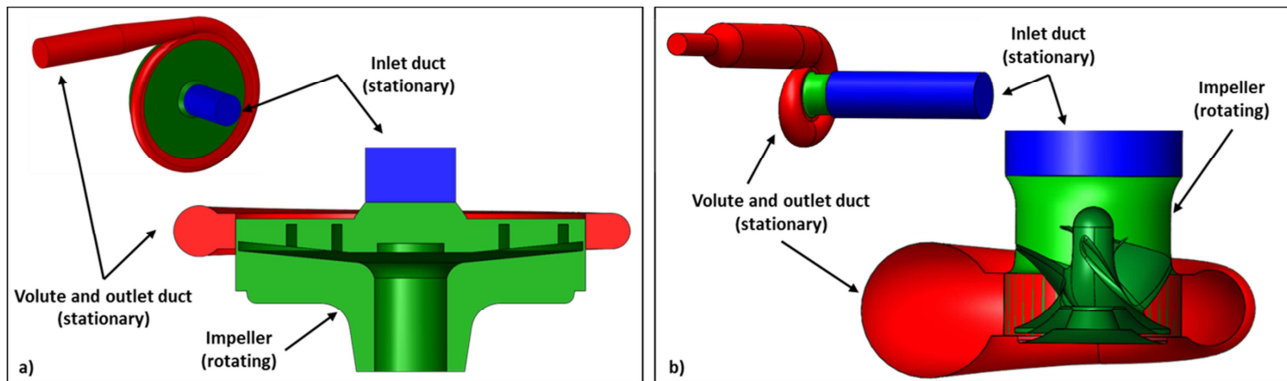 Inlet duct
(stationary)
Volute and outlet duct
(stationary)
Impeller
(rotating)
a)
Inlet duct
(stationary)
Impeller
(rotating)
Volute and outlet duct
(stationary)
b)